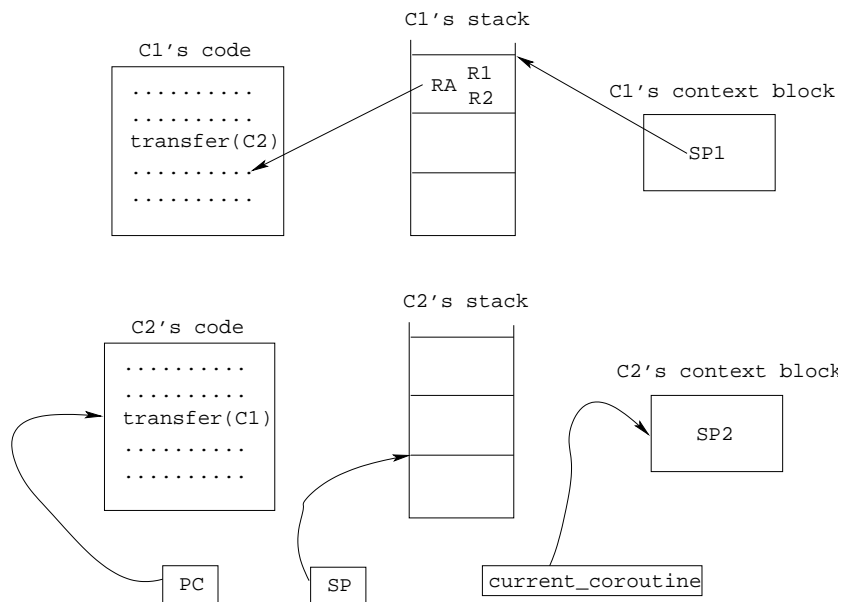 C1's stack
C1's code
..........
..........
transfer(C2)
..........
..........
RA R1
R2
C1's context block
SP1
C2's stack
C2's code
..........
..........
transfer(C1)
..........
..........
C2's context block
SP2
PC
SP
current_coroutine